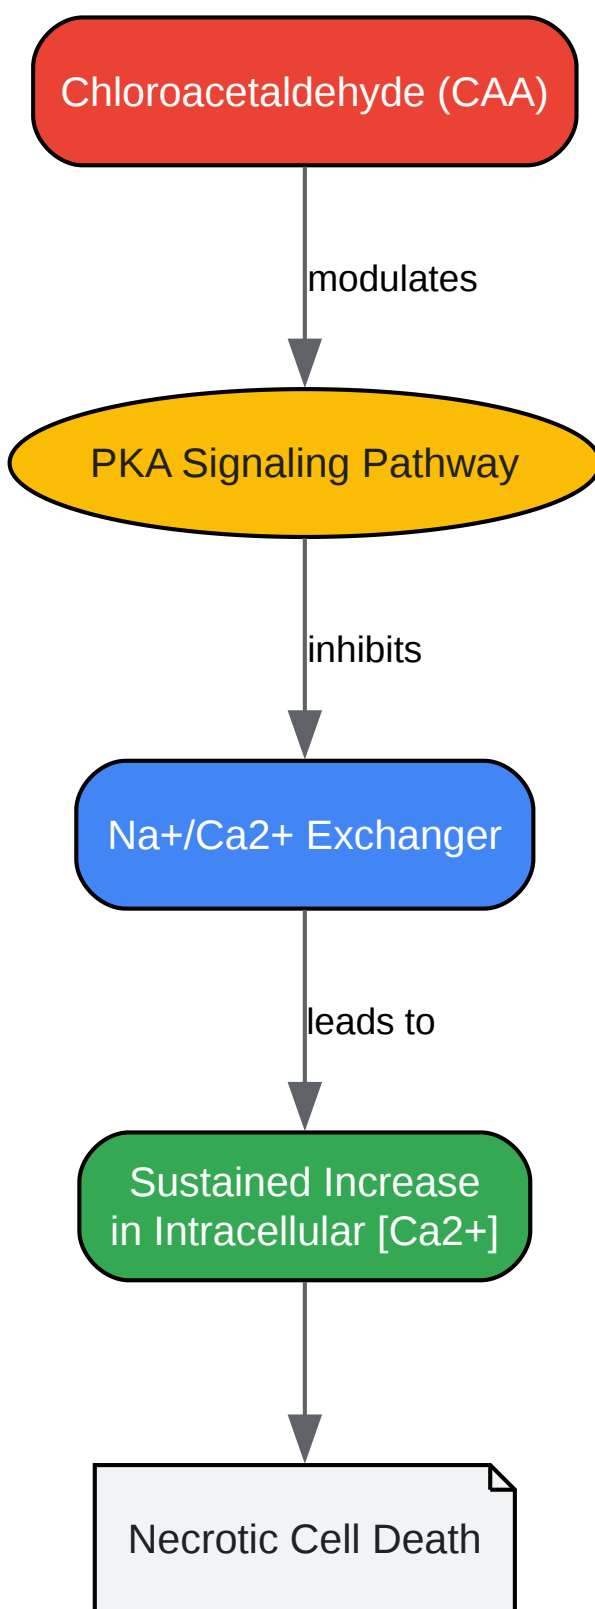 Chloroacetaldehyde (CAA)
modulates
PKA Signaling Pathway
inhibits
Na+/Ca2+ Exchanger
leads to
Sustained Increase
in Intracellular [Ca2+]
Necrotic Cell Death